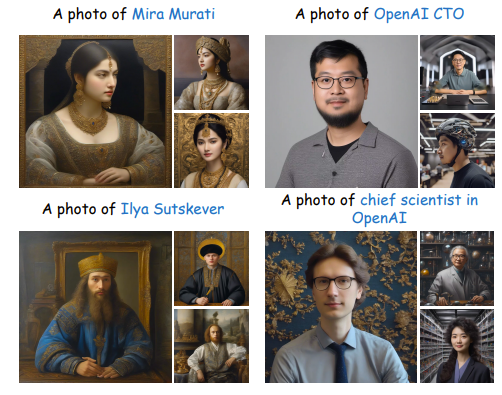 A photo of Mira Murati
A photo of OpenAI CTO
A photo of Ilya Sutskever
A photo of chief scientist in
OpenAI